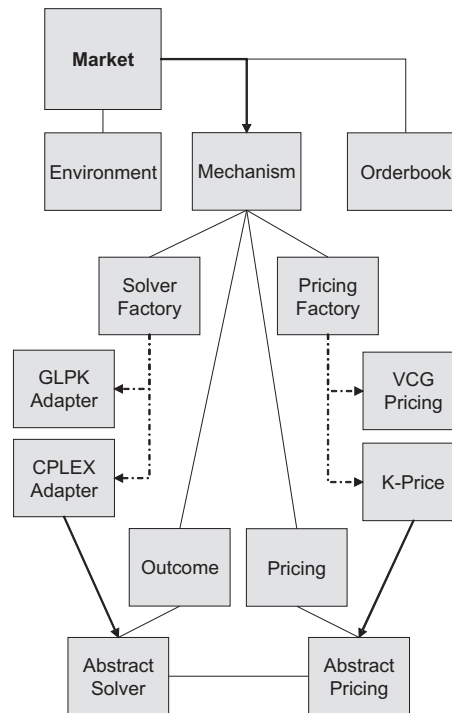 Market
Environment
Mechanism
Orderbook
Solver
Factory
Pricing
Factory
GLPK
Adapter
VCG
Pricing
CPLEX
Adapter
K-Price
Outcome
Pricing
Abstract
Solver
Abstract
Pricing